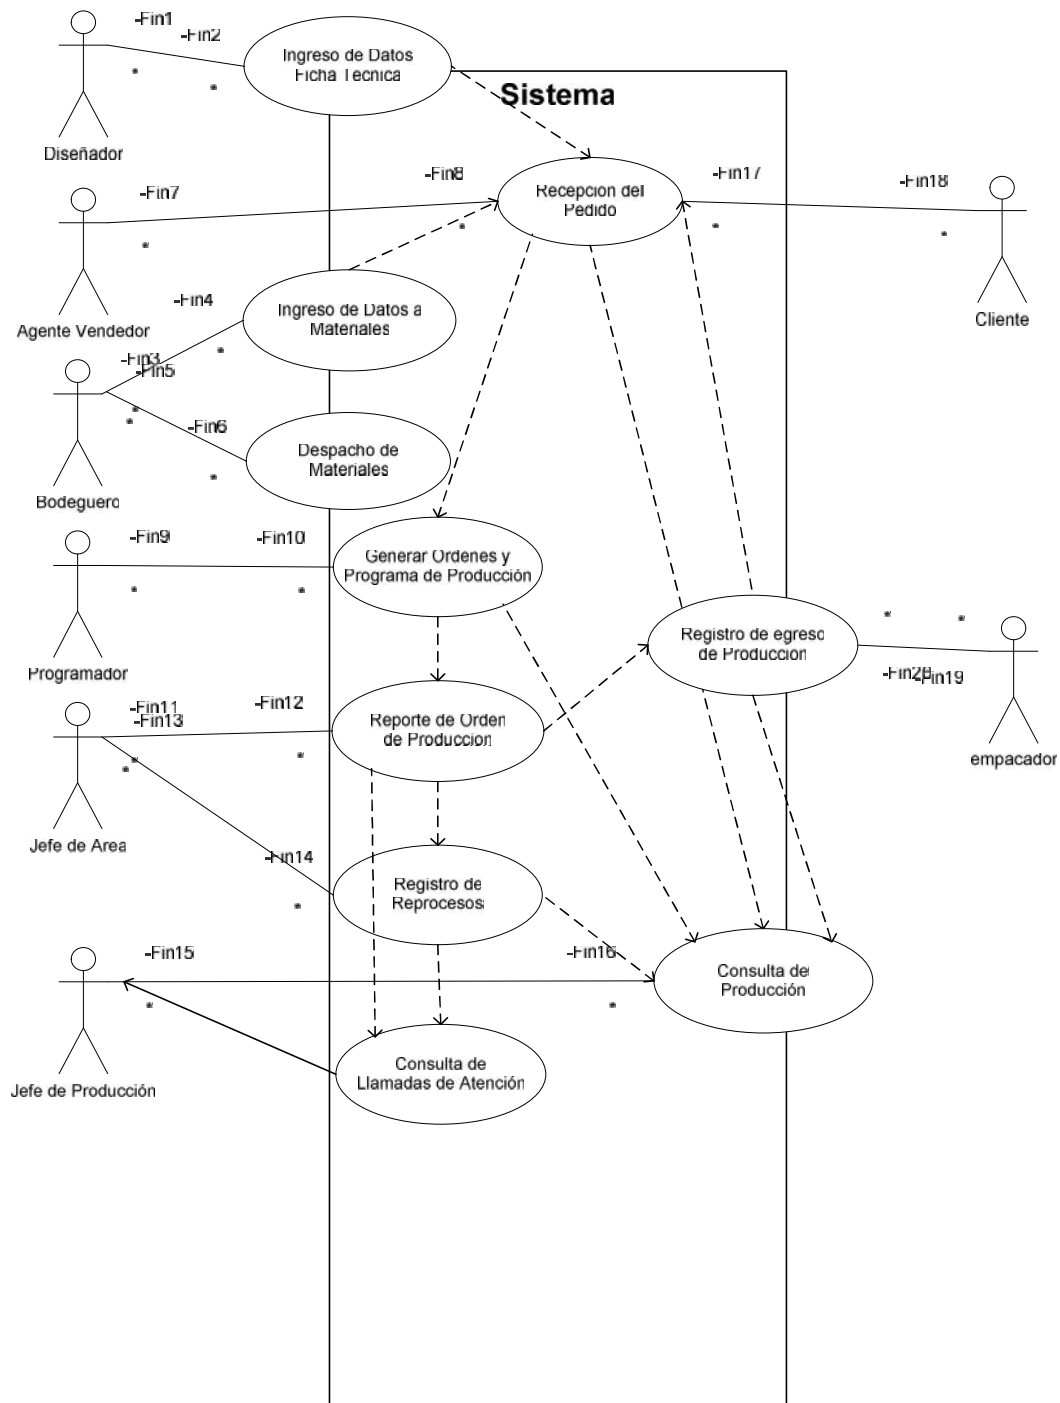 -Fin1
-Fin2
Ingreso de Datos
Ficha Tecnica
Sistema
Diseñador
-Fin7
-Fin8
Recepcion del
Pedido
-Fin17
-Fin18
*
*
*
*
*
*
Agente Vendedor
-Fin4
Ingreso de Datos a
Materiales
Cliente
-Fin3
-Fin5
*
*
*
-Fin6
Despacho de
Materiales
*
Bodeguero
-Fin9
-Fin10
Generar Ordenes y
Programa de Producción
*
*
Programador
*
*
Registro de egreso
de Produccion
-Fin20
-Fin19
empacador
-Fin11
-Fin13
-Fin12
Reporte de Orden
de Produccion
*
*
*
Jefe de Area
-Fin14
Registro de
Reprocesos
*
-Fin15
-Fin16
Consulta de
Producción
*
*
Jefe de Producción
Consulta de
Llamadas de Atención